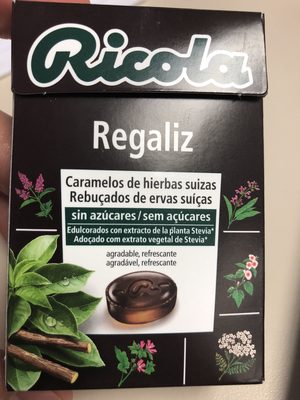 Ricola
Regaliz
Caramelos de hierbas suizas
Rebuçados de ervas suíças
sin azúcares/sem açúcares
Edulcorados con extracto de la planta Stevia*
Adoçado com extrato vegetal de Stevia*
agradable, refrescante
agradável, refrescante